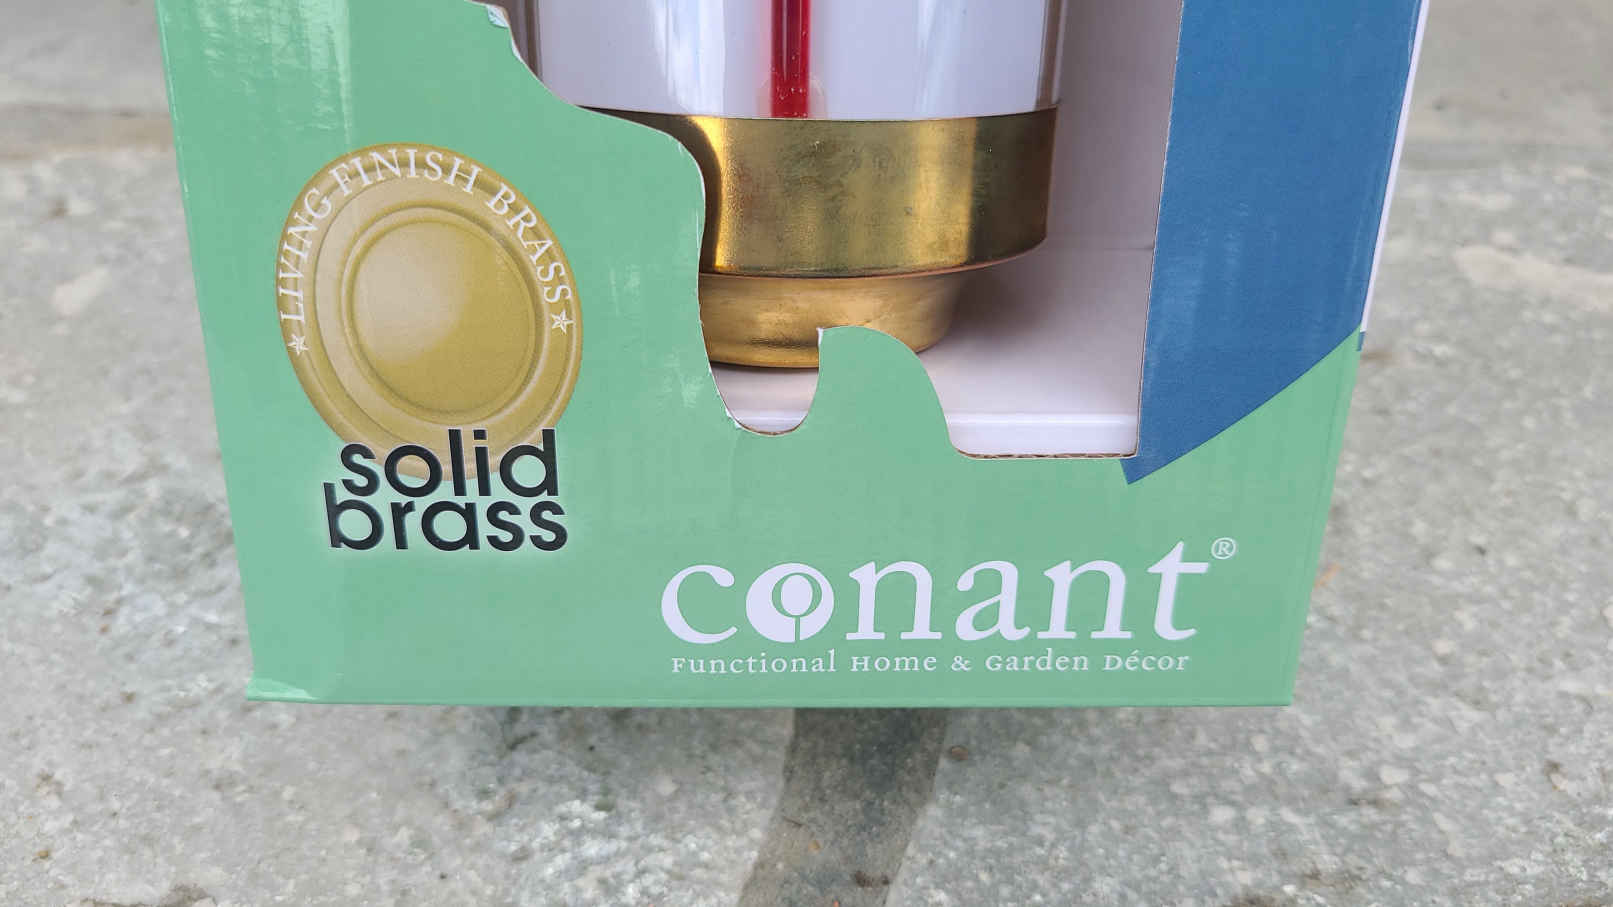 ★ LIVING FINISH BRASS ★
solid
brass
conant®
Functional Home & Garden Décor